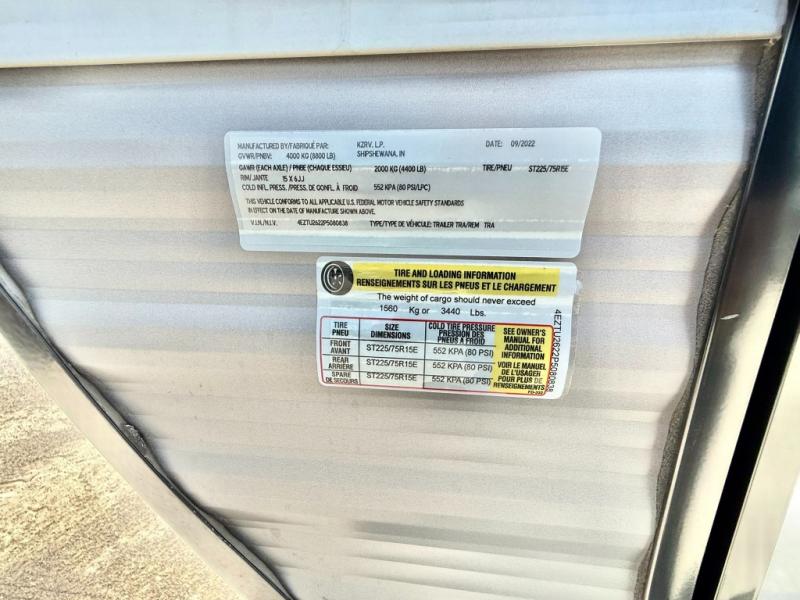 MANUFACTURED BY/FABRIQUÉ PAR: KZRV, L.P. DATE: 09/2022
GVWR/PNBV: 4000 KG (8800 LB) SHIPSHEWANA, IN
GAWR (EACH AXLE) / PNBE (CHAQUE ESSIEU) 2000 KG (4400 LB) TIRE/PNEU ST225/75R15E
RIM/JANTE 15 X 6JJ
COLD INFL. PRESS. /PRESS. DE GONFL. À FROID 552 KPA (80 PSI/LPC)
THIS VEHICLE CONFORMS TO ALL APPLICABLE U.S. FEDERAL MOTOR VEHICLE SAFETY STANDARDS
IN EFFECT ON THE DATE OF MANUFACTURE SHOWN ABOVE.
V.I.N./N.I.V. 4EZTU2622P5080838 TYPE/TYPE DE VÉHICULE: TRAILER TRA/REM TRA
TIRE AND LOADING INFORMATION
RENSEIGNEMENTS SUR LES PNEUS ET LE CHARGEMENT
The weight of cargo should never exceed
1560 Kg or 3440 Lbs.
TIRE PNEU
SIZE DIMENSIONS
COLD TIRE PRESSURE
PRESSION DES
PNEUS A FROID
FRONT AVANT
ST225/75R15E
552 KPA (80 PSI)
REAR ARRIÈRE
ST225/75R15E
552 KPA (80 PSI)
SPARE DE SECOURS
ST225/75R15E
552 KPA (80 PSI)
SEE OWNER'S
MANUAL FOR
ADDITIONAL
INFORMATION
VOIR LE MANUEL
DE L'USAGER
POUR PLUS DE
RENSEIGNEMENTS
4EZTU2622P5080838